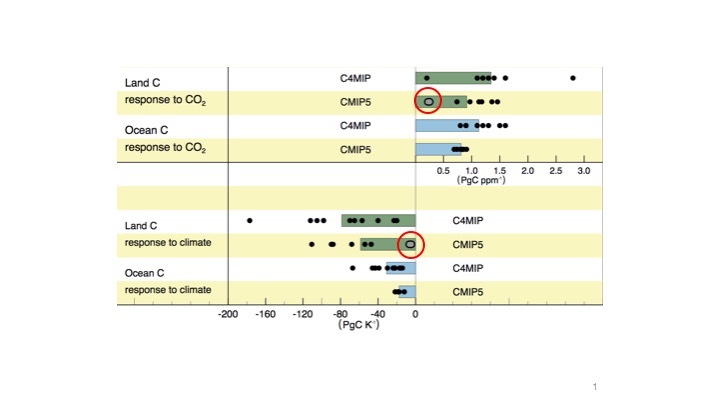 Land C
response to CO₂
C4MIP
CMIP5
Ocean C
response to CO₂
C4MIP
CMIP5
0.5 1.0 1.5 2.0 2.5 3.0
(PgC ppm⁻¹)
Land C
response to climate
C4MIP
CMIP5
Ocean C
response to climate
C4MIP
CMIP5
-200 -160 -120 -80 -40 0
(PgC K⁻¹)
1